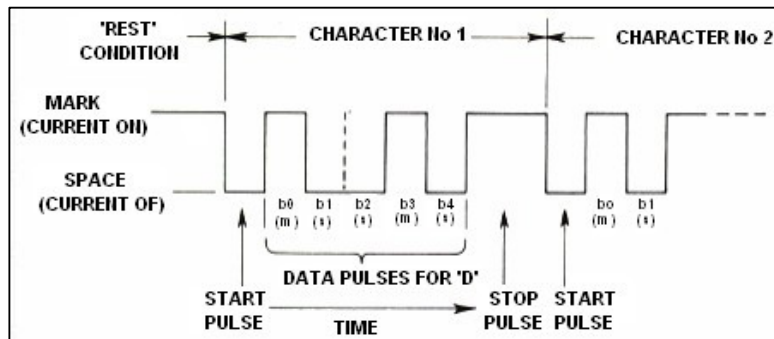 'REST' CONDITION
CHARACTER No 1
CHARACTER No 2
MARK
(CURRENT ON)
SPACE
(CURRENT OF)
b0 b1 b2 b3 b4 bo b1
(m) (s) (s) (m) (s) (m) (s)
DATA PULSES FOR 'D'
START PULSE
TIME
STOP PULSE
START PULSE